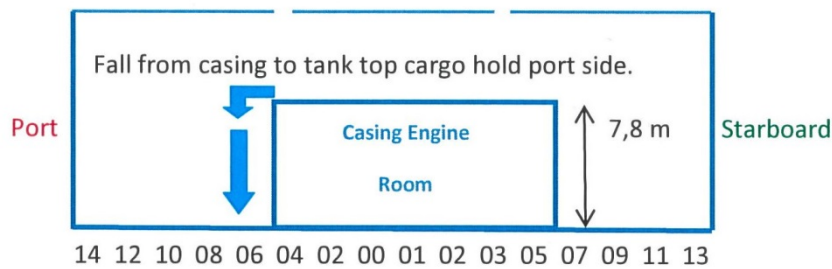 Fall from casing to tank top cargo hold port side.
Port
Casing Engine
Room
7,8 m
Starboard
14 12 10 08 06 04 02 00 01 02 03 05 07 09 11 13